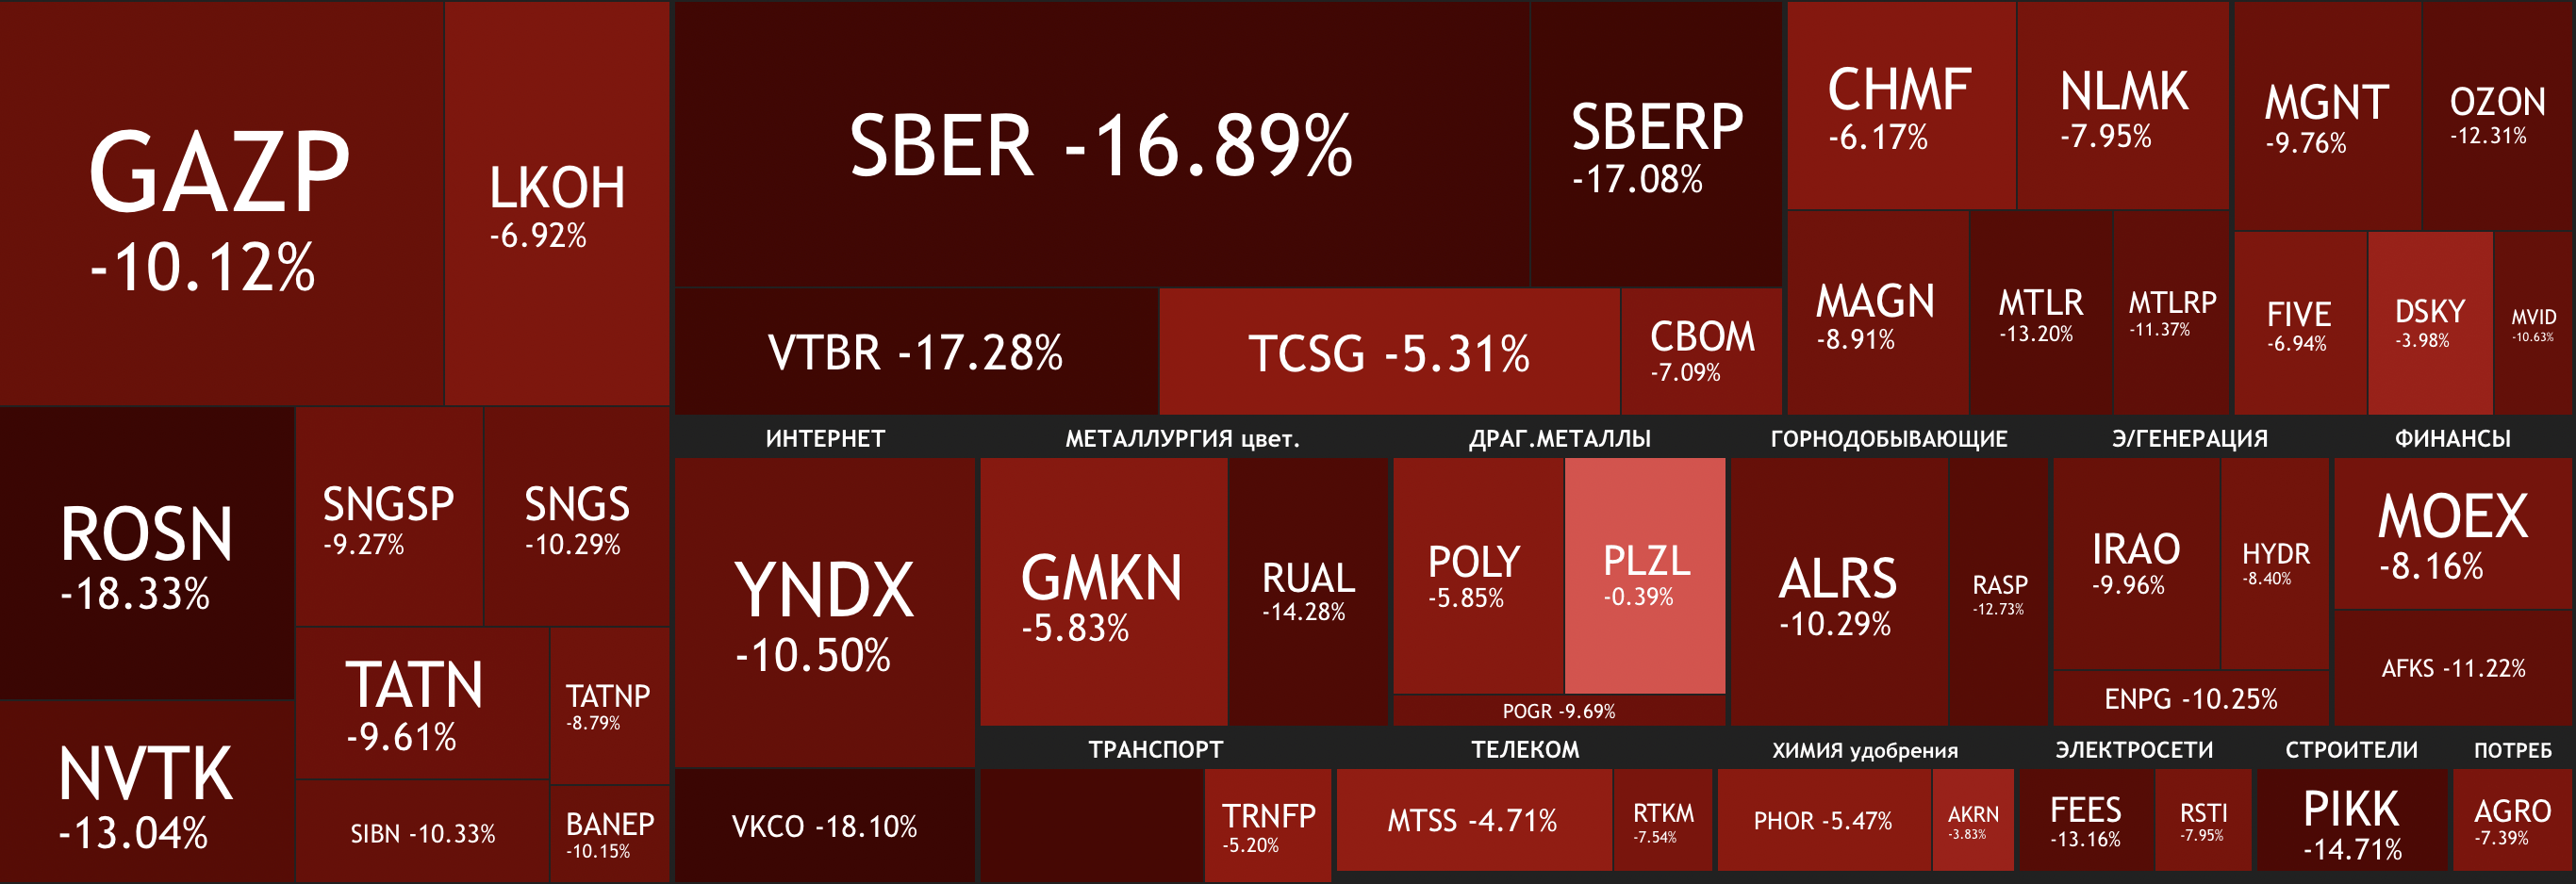 GAZP
-10.12%
LKOH
-6.92%
ROSN
-18.33%
SNGSP
-9.27%
SNGS
-10.29%
NVTK
-13.04%
TATN
-9.61%
TATNP
-8.79%
SIBN -10.33%
BANEP
-10.15%
SBER -16.89%
SBERP
-17.08%
VTBR -17.28%
TCSG -5.31%
CBOM
-7.09%
CHMF
-6.17%
NLMK
-7.95%
MAGN
-8.91%
MTLR
-13.20%
MTLRP
-11.37%
MGNT
-9.76%
OZON
-12.31%
FIVE
-6.94%
DSKY
-3.98%
MVID
-10.63%
ИНТЕРНЕТ
YNDX
-10.50%
VKCO -18.10%
МЕТАЛЛУРГИЯ цвет.
GMKN
-5.83%
RUAL
-14.28%
ДРАГ.МЕТАЛЛЫ
POLY
-5.85%
PLZL
-0.39%
POGR -9.69%
ГОРНОДОБЫВАЮЩИЕ
ALRS
-10.29%
RASP
-12.73%
Э/ГЕНЕРАЦИЯ
IRAO
-9.96%
HYDR
-8.40%
ENPG -10.25%
ФИНАНСЫ
MOEX
-8.16%
AFKS -11.22%
ТРАНСПОРТ
TRNFP
-5.20%
ТЕЛЕКОМ
MTSS -4.71%
RTKM
-7.54%
ХИМИЯ удобрения
PHOR -5.47%
AKRN
-3.83%
ЭЛЕКТРОСЕТИ
FEES
-13.16%
RSTI
-7.95%
СТРОИТЕЛИ
PIKK
-14.71%
ПОТРЕБ
AGRO
-7.39%